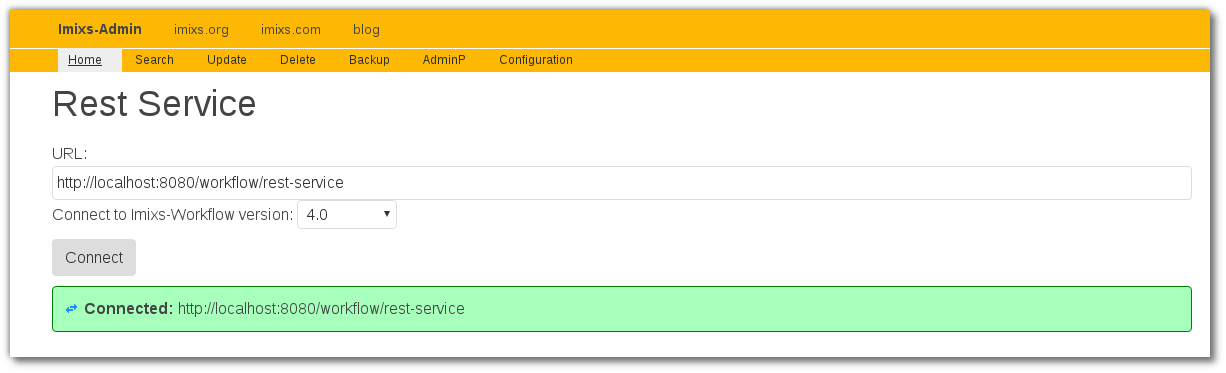 Imixs-Admin imixs.org imixs.com blog
Home Search Update Delete Backup AdminP Configuration
Rest Service
URL:
http://localhost:8080/workflow/rest-service
Connect to Imixs-Workflow version: 4.0
Connect
Connected: http://localhost:8080/workflow/rest-service